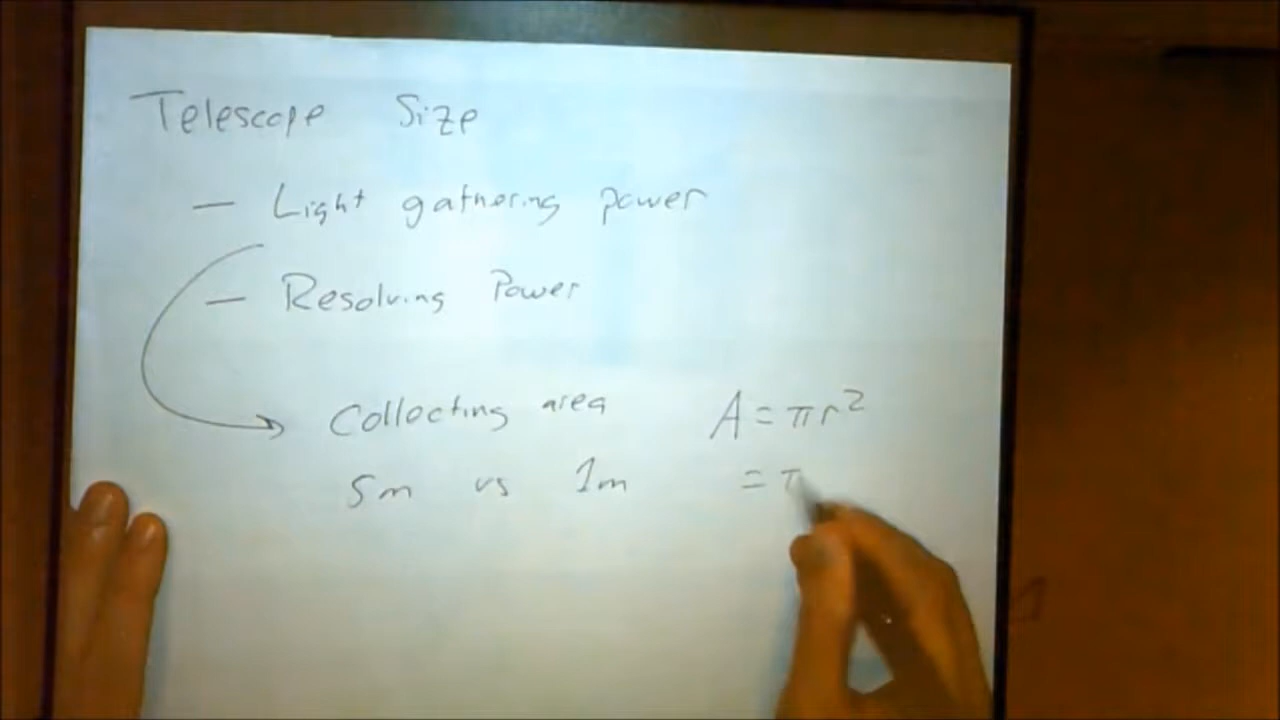 Telescope Size
— Light gathering power
— Resolving Power
Collecting area A = πr²
5m vs 1m = π